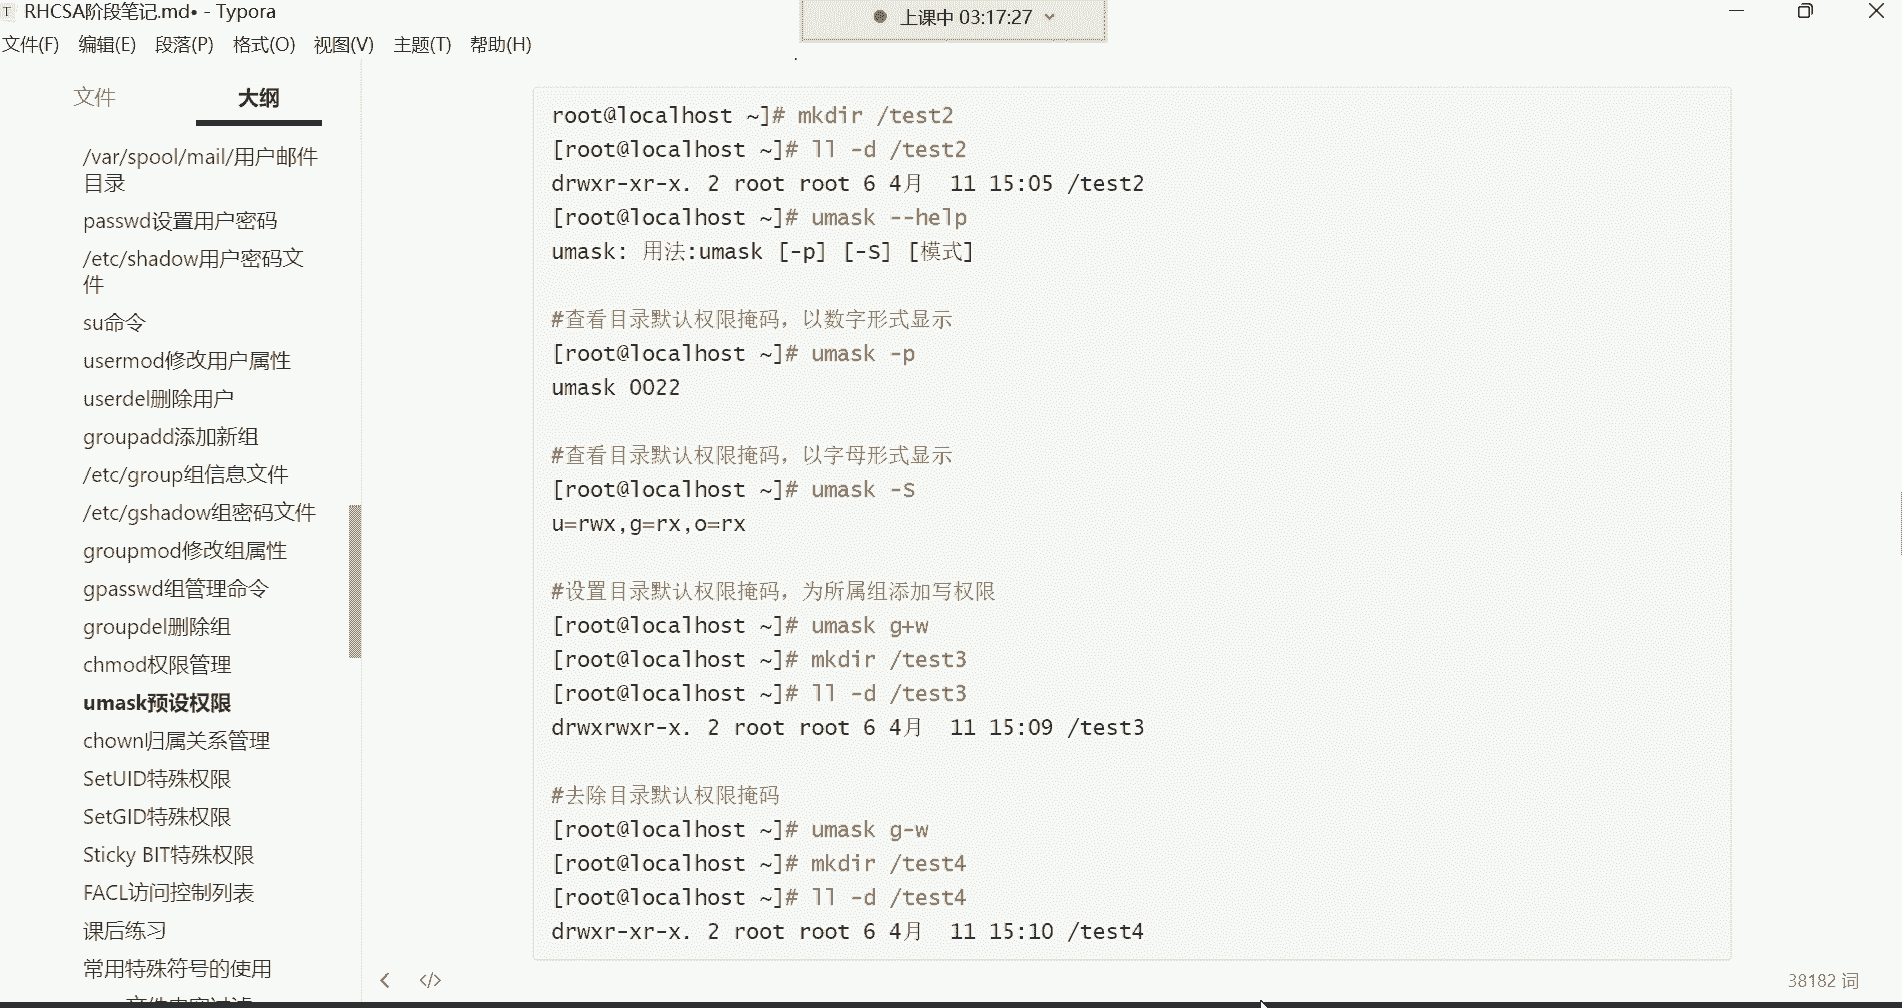 RHCSA阶段笔记.md• - Typora
上课中 03:17:27
文件(F) 编辑(E) 段落(P) 格式(O) 视图(V) 主题(T) 帮助(H)
文件 大纲
/var/spool/mail/用户邮件
目录
passwd设置用户密码
/etc/shadow用户密码文
件
su命令
usermod修改用户属性
userdel删除用户
groupadd添加新组
/etc/group组信息文件
/etc/gshadow组密码文件
groupmod修改组属性
gpasswd组管理命令
groupdel删除组
chmod权限管理
umask预设权限
chown归属关系管理
SetUID特殊权限
SetGID特殊权限
Sticky BIT特殊权限
FACL访问控制列表
课后练习
常用特殊符号的使用
root@localhost ~]# mkdir /test2
[root@localhost ~]# ll -d /test2
drwxr-xr-x. 2 root root 6 4月  11 15:05 /test2
[root@localhost ~]# umask --help
umask: 用法:umask [-p] [-S] [模式]
#查看目录默认权限掩码，以数字形式显示
[root@localhost ~]# umask -p
umask 0022
#查看目录默认权限掩码，以字母形式显示
[root@localhost ~]# umask -S
u=rwx,g=rx,o=rx
#设置目录默认权限掩码，为所属组添加写权限
[root@localhost ~]# umask g+w
[root@localhost ~]# mkdir /test3
[root@localhost ~]# ll -d /test3
drwxrwxr-x. 2 root root 6 4月  11 15:09 /test3
#去除目录默认权限掩码
[root@localhost ~]# umask g-w
[root@localhost ~]# mkdir /test4
[root@localhost ~]# ll -d /test4
drwxr-xr-x. 2 root root 6 4月  11 15:10 /test4
38182 词